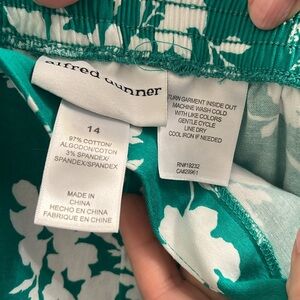 alfred dunner
14
97% COTTON/
ALGODON/COTON
3% SPANDEX/
SPANDEX/SPANDEX
MADE IN
CHINA
HECHO EN CHINA
FABRIQUE EN CHINE
TURN GARMENT INSIDE OUT
MACHINE WASH COLD
WITH LIKE COLORS
GENTLE CYCLE
LINE DRY
COOL IRON IF NEEDED
RN#19232
CA#28961